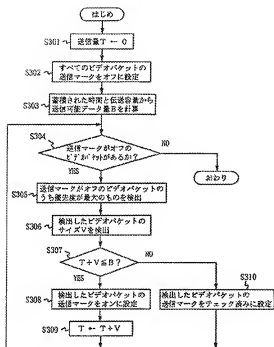 はじめ
S301
送信量T ← 0
S302
すべてのビデオパケットの
送信マークをオフに設定
S303
蓄積された時間と伝送容量から
送信可能データ量Bを計算
S304
送信マークがオフの
ビデオパケットがあるか?
NO
YES
おわり
S305
送信マークがオフのビデオパケットの
うち優先度が最大のものを検出
S306
検出したビデオパケットの
サイズVを検出
S307
T+V≦B?
NO
YES
S308
検出したビデオパケットの
送信マークをオンに設定
S310
検出したビデオパケットの
送信マークをチェック済みに設定
S309
T ← T+V